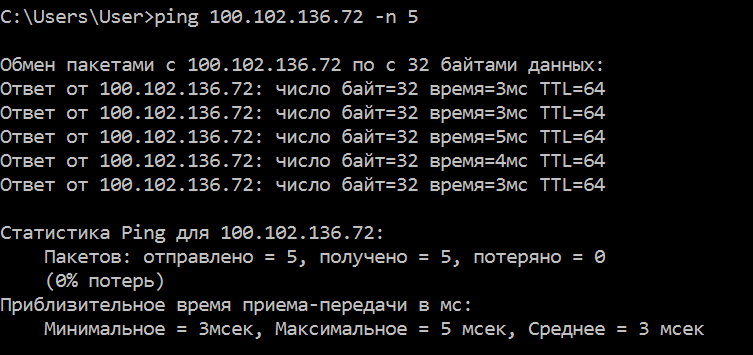 C:\Users\User>ping 100.102.136.72 -n 5
Обмен пакетами с 100.102.136.72 по с 32 байтами данных:
Ответ от 100.102.136.72: число байт=32 время=3мс TTL=64
Ответ от 100.102.136.72: число байт=32 время=3мс TTL=64
Ответ от 100.102.136.72: число байт=32 время=5мс TTL=64
Ответ от 100.102.136.72: число байт=32 время=4мс TTL=64
Ответ от 100.102.136.72: число байт=32 время=3мс TTL=64
Статистика Ping для 100.102.136.72:
Пакетов: отправлено = 5, получено = 5, потеряно = 0
(0% потерь)
Приблизительное время приема-передачи в мс:
Минимальное = 3мсек, Максимальное = 5 мсек, Среднее = 3 мсек